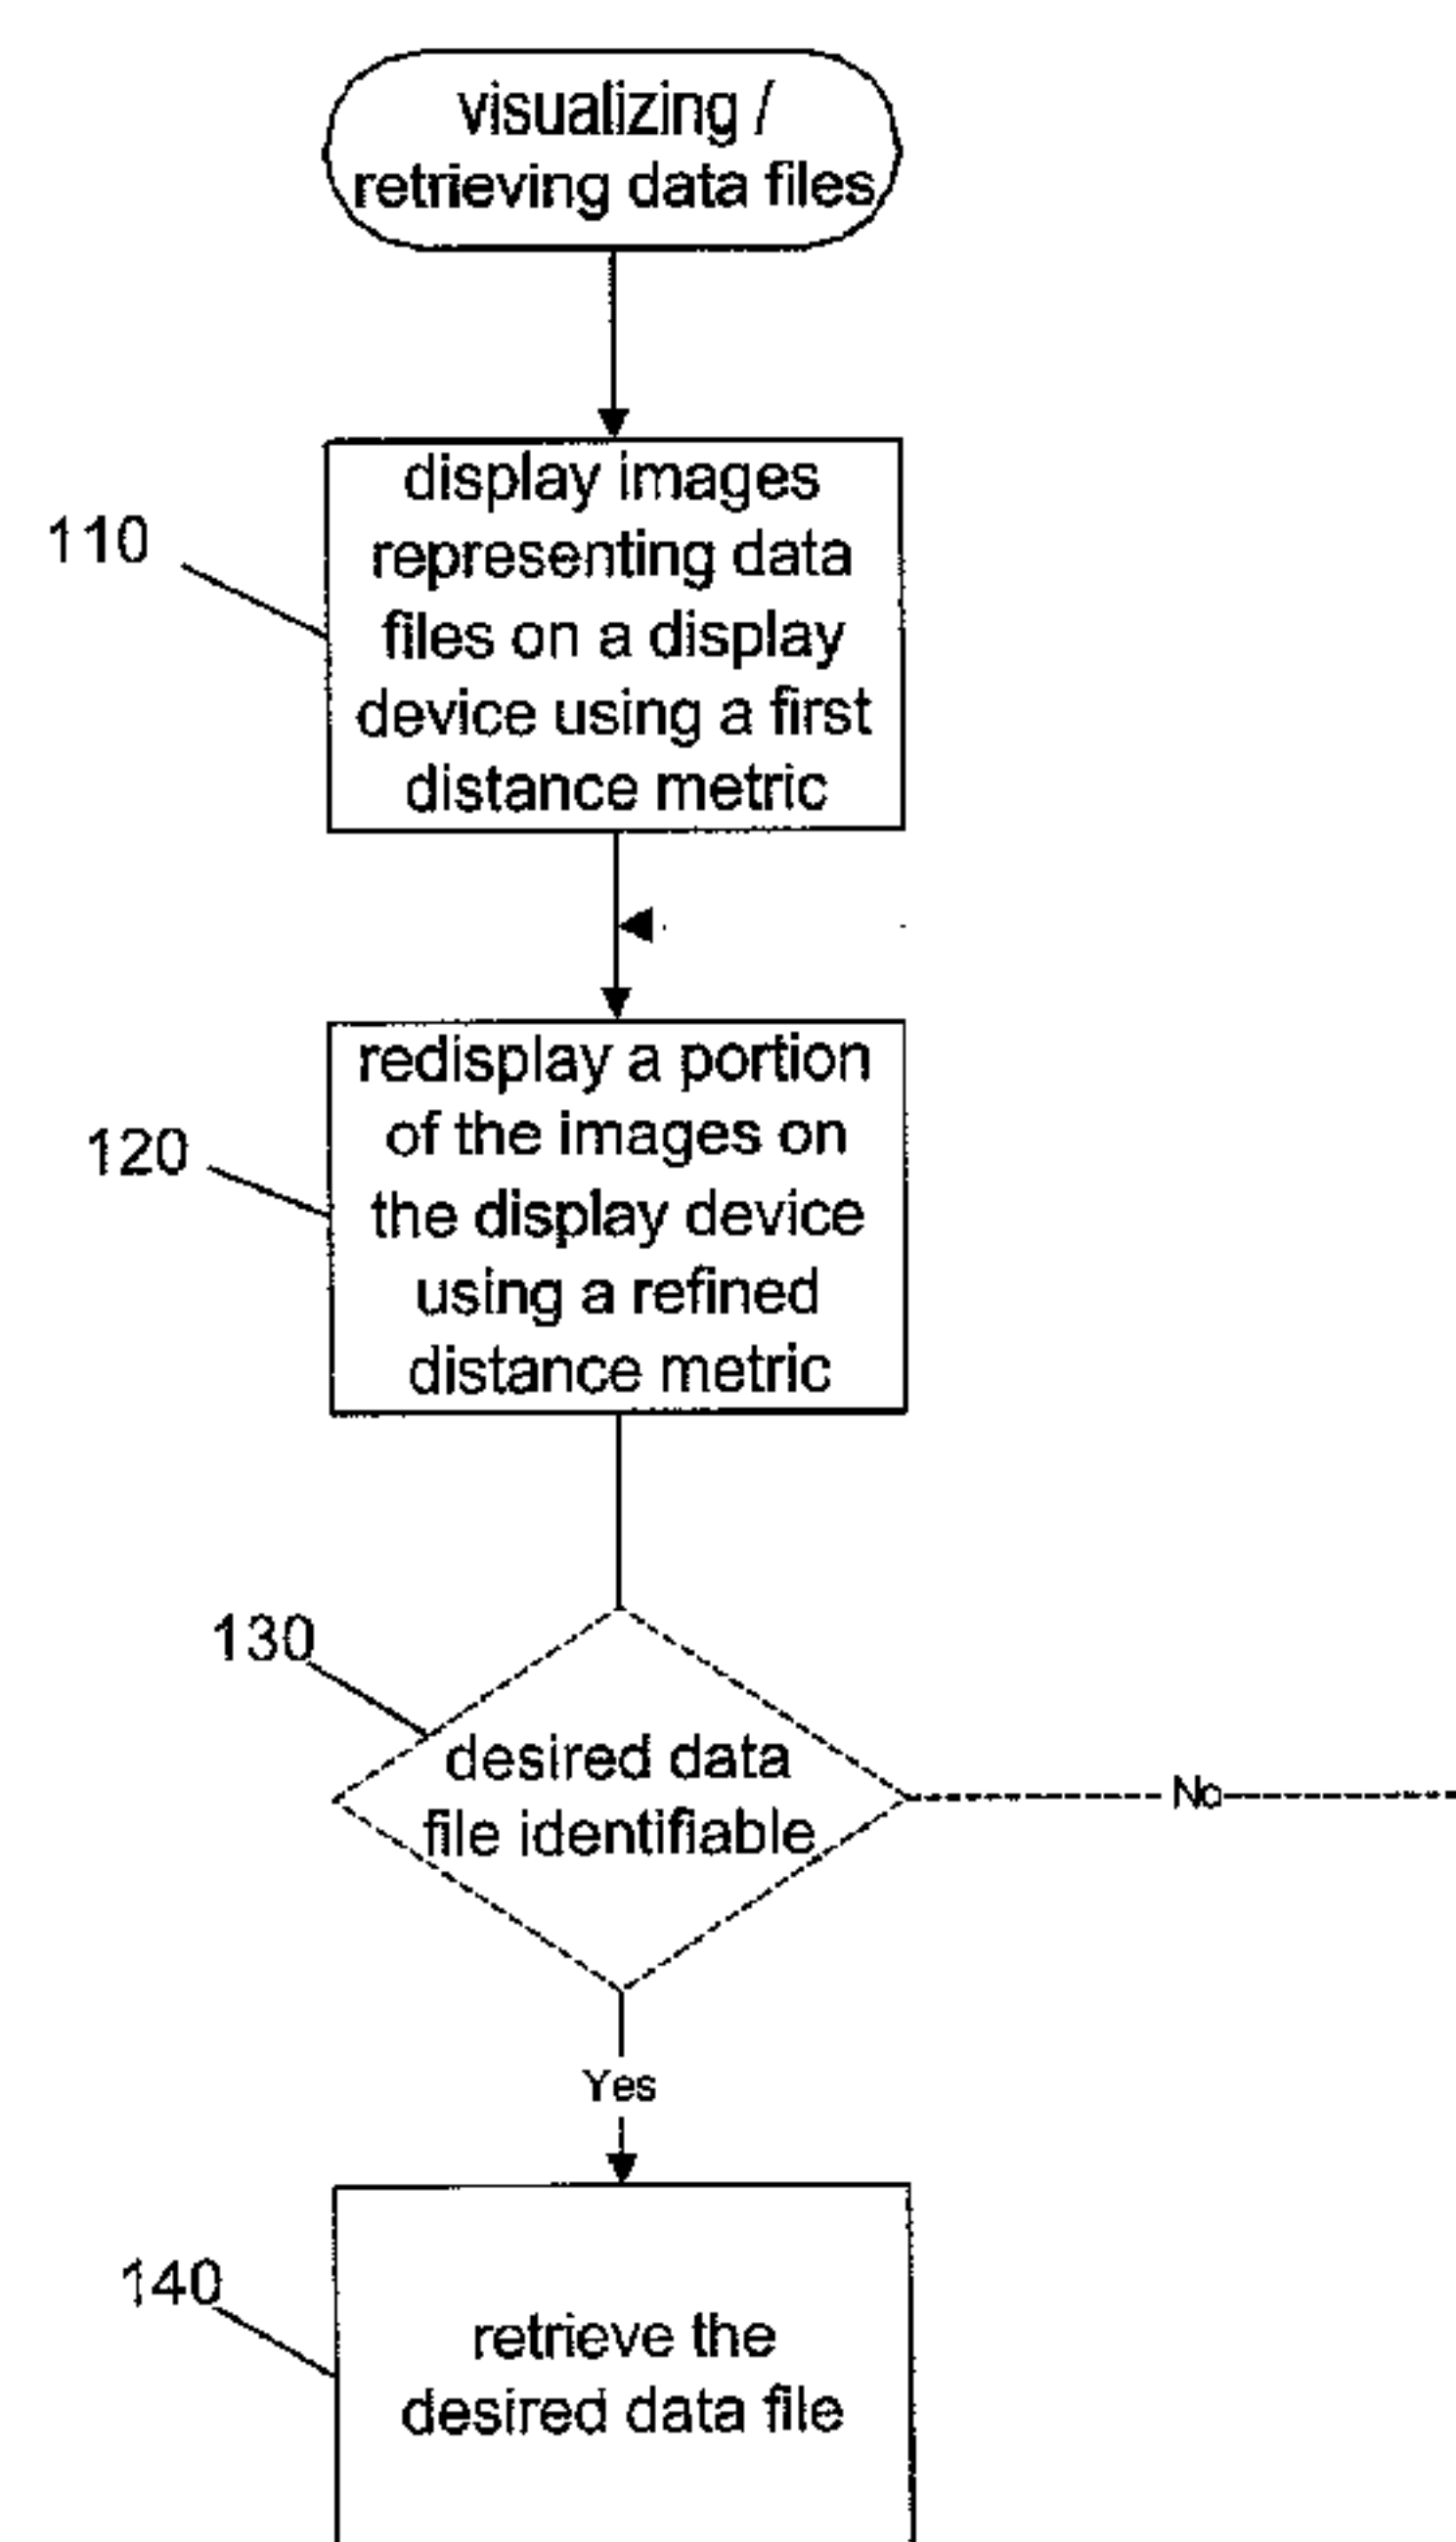 visualizing /
retrieving data files
110
display images
representing data
files on a display
device using a first
distance metric
120
redisplay a portion
of the images on
the display device
using a refined
distance metric
130
desired data
file identifiable
No
Yes
140
retrieve the
desired data file